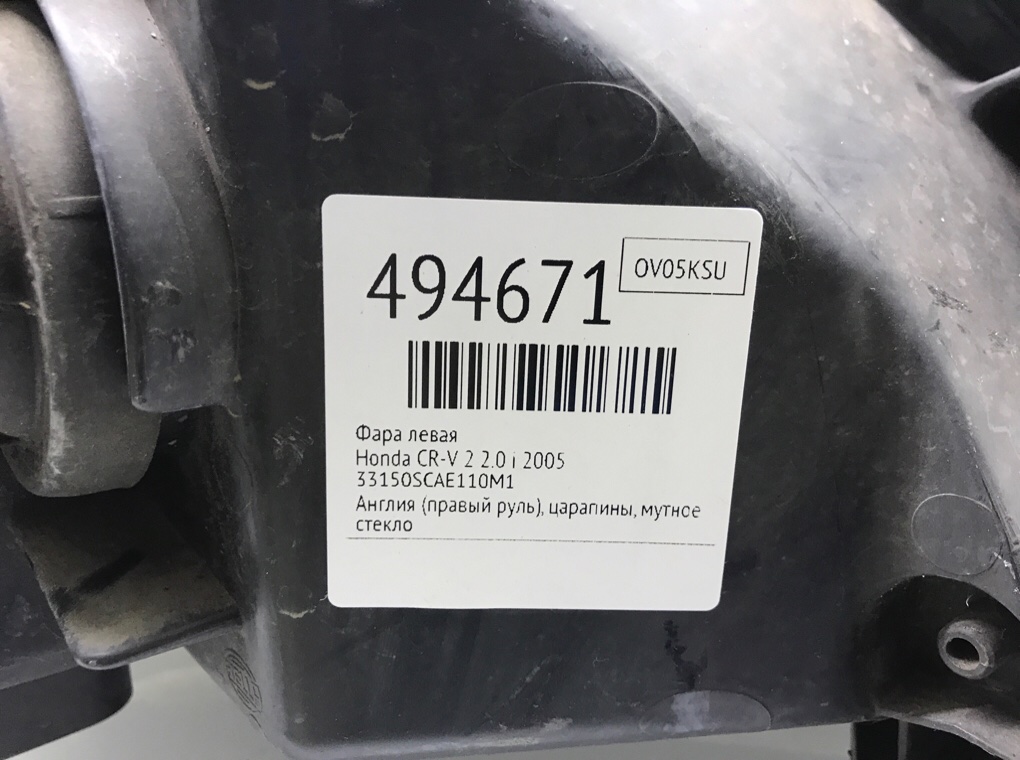 494671
OV05KSU
Фара левая
Honda CR-V 2 2.0 i 2005
33150SCAE110M1
Англия (правый руль), царапины, мутное
стекло